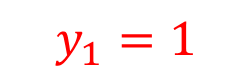 y₁ = 1